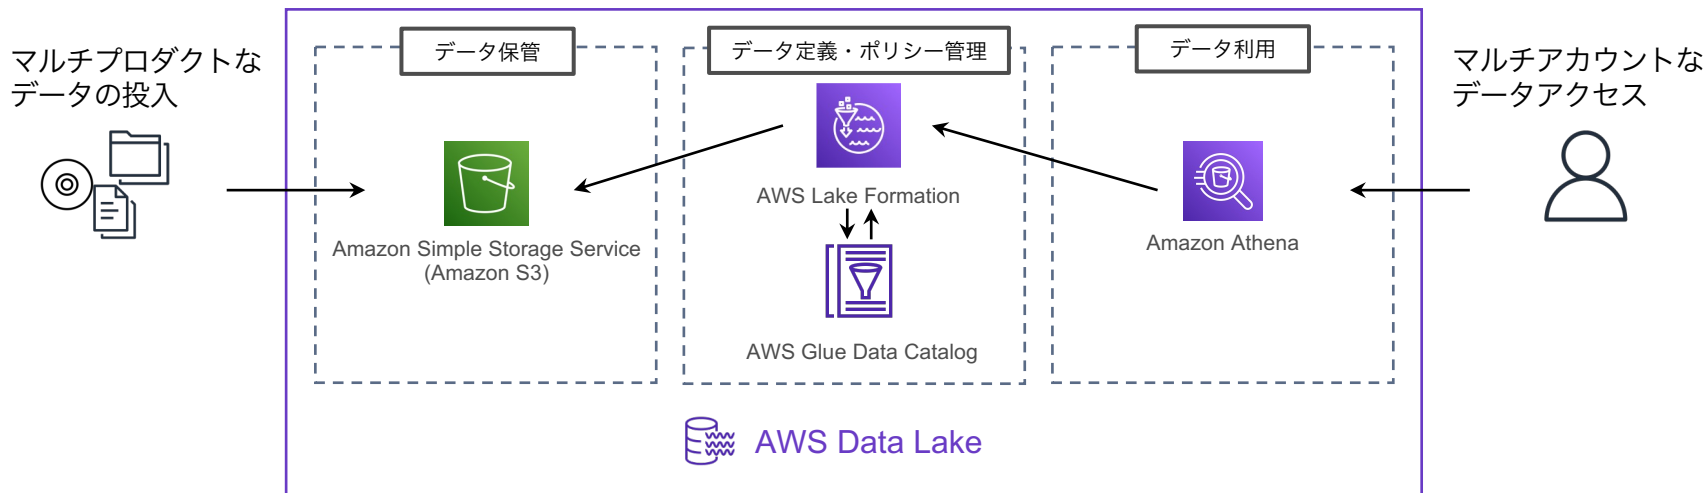 マルチプロダクトな
データの投入
データ保管
Amazon Simple Storage Service
(Amazon S3)
データ定義・ポリシー管理
AWS Lake Formation
AWS Glue Data Catalog
データ利用
Amazon Athena
マルチアカウントな
データアクセス
AWS Data Lake